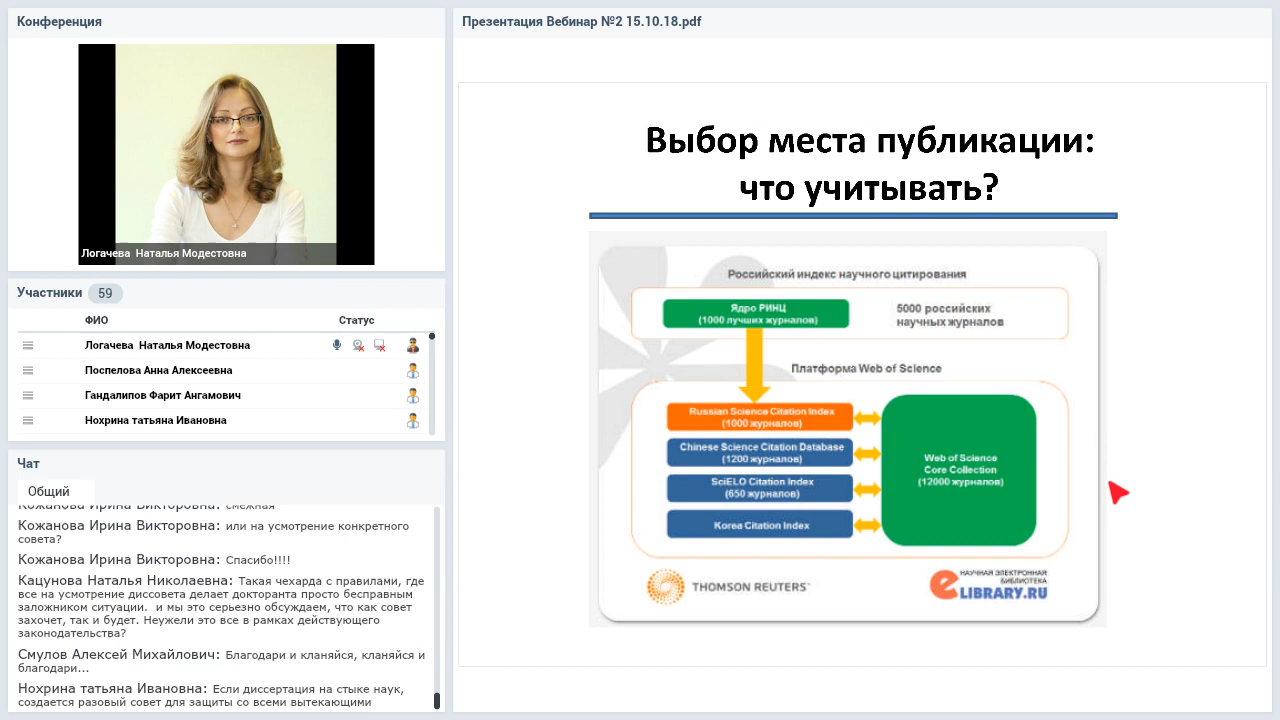 Конференция
Логачева  Наталья Модестовна
Участники 59
ФИО Статус
Логачева  Наталья Модестовна
Поспелова Анна Алексеевна
Гандалипов Фарит Ангамович
Нохрина татьяна Ивановна
Чат
Общий
Кожанова Ирина Викторовна: смежная
Кожанова Ирина Викторовна: или на усмотрение конкретного
совета?
Кожанова Ирина Викторовна: Спасибо!!!!
Кацунова Наталья Николаевна: Такая чехарда с правилами, где
все на усмотрение диссовета делает докторанта просто бесправным
заложником ситуации.  и мы это серьезно обсуждаем, что как совет
захочет, так и будет. Неужели это все в рамках действующего
законодательства?
Смулов Алексей Михайлович: Благодари и кланяйся, кланяйся и
благодари...
Нохрина татьяна Ивановна: Если диссертация на стыке наук,
создается разовый совет для защиты со всеми вытекающими
Презентация Вебинар №2 15.10.18.pdf
Выбор места публикации:
что учитывать?
Российский индекс научного цитирования
Ядро РИНЦ
(1000 лучших журналов)
5000 российских
научных журналов
Платформа Web of Science
Russian Science Citation Index
(1000 журналов)
Chinese Science Citation Database
(1200 журналов)
SciELO Citation Index
(650 журналов)
Korea Citation Index
Web of Science
Core Collection
(12000 журналов)
THOMSON REUTERS
НАУЧНАЯ ЭЛЕКТРОННАЯ
БИБЛИОТЕКА
eLIBRARY.RU